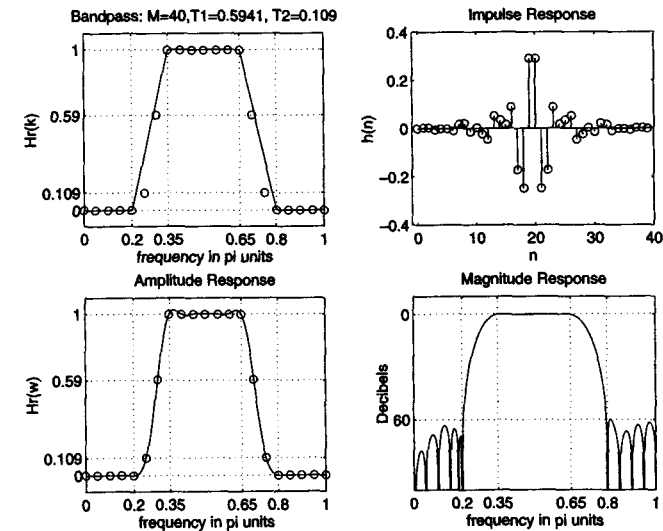 Bandpass: M=40,T1=0.5941, T2=0.109
1
0.59
0.109
0
Hr(k)
0 0.2 0.35 0.65 0.8 1
frequency in pi units
Impulse Response
0.4
0.2
0
−0.2
−0.4
h(n)
0 10 20 30 40
n
Amplitude Response
1
0.59
0.109
0
Hr(w)
0 0.2 0.35 0.65 0.8 1
frequency in pi units
Magnitude Response
0
60
Decibels
0 0.2 0.35 0.65 0.8 1
frequency in pi units